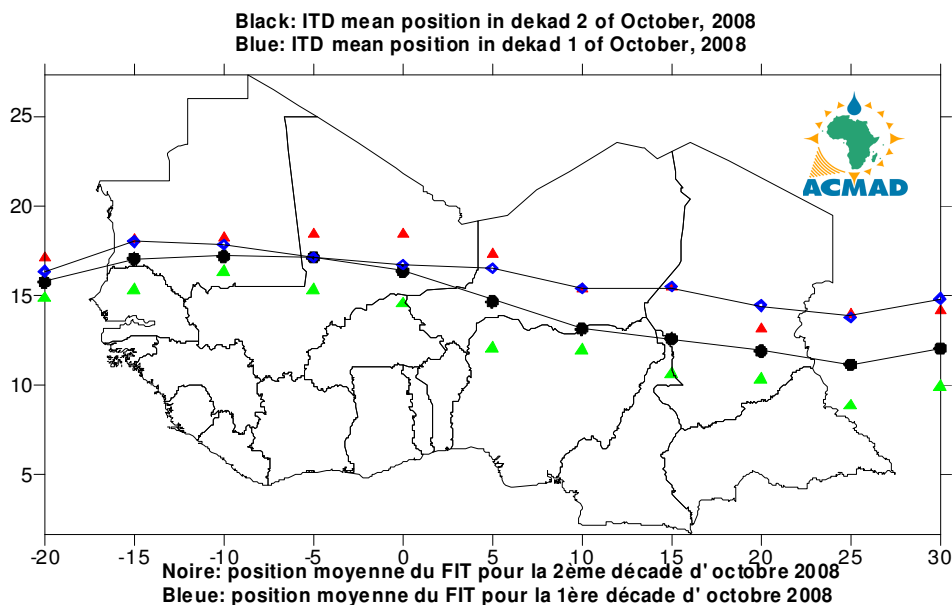 Black: ITD mean position in dekad 2 of October, 2008
Blue: ITD mean position in dekad 1 of October, 2008
25
20
15
10
5
ACMAD
-20 -15 -10 -5 0 5 10 15 20 25 30
Noire: position moyenne du FIT pour la 2ème décade d' octobre 2008
Bleue: position moyenne du FIT pour la 1ère décade d' octobre 2008